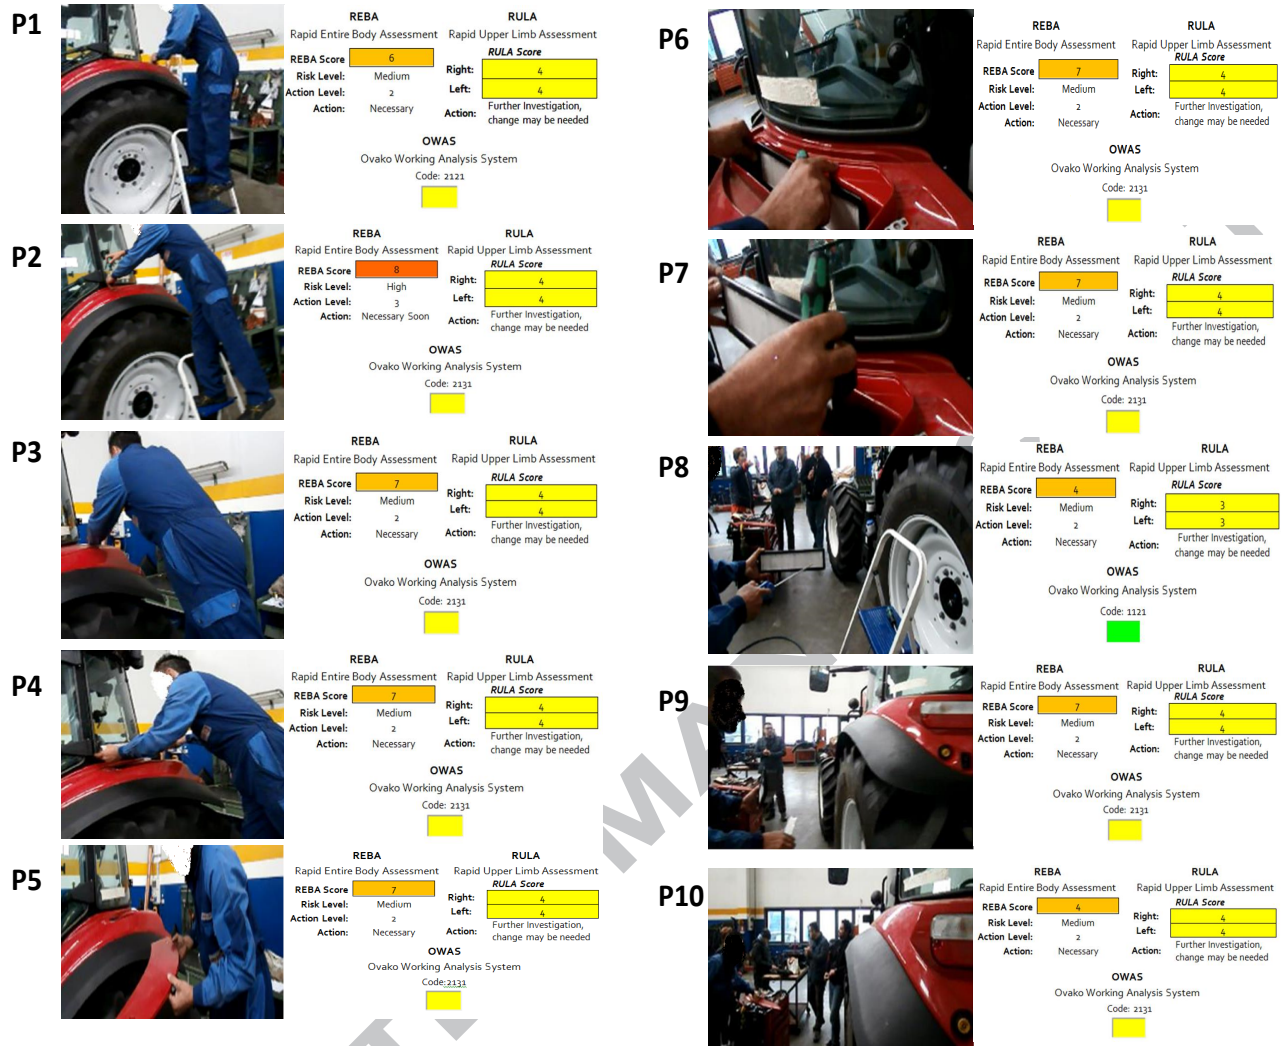 P1
REBA
Rapid Entire Body Assessment
REBA Score 6
Risk Level: Medium
Action Level: 2
Action: Necessary
RULA
Rapid Upper Limb Assessment
RULA Score
Right: 4
Left: 4
Action: Further Investigation,
change may be needed
OWAS
Ovako Working Analysis System
Code: 2121
P2
REBA
Rapid Entire Body Assessment
REBA Score 8
Risk Level: High
Action Level: 3
Action: Necessary Soon
RULA
Rapid Upper Limb Assessment
RULA Score
Right: 4
Left: 4
Action: Further Investigation,
change may be needed
OWAS
Ovako Working Analysis System
Code: 2131
P3
REBA
Rapid Entire Body Assessment
REBA Score 7
Risk Level: Medium
Action Level: 2
Action: Necessary
RULA
Rapid Upper Limb Assessment
RULA Score
Right: 4
Left: 4
Action: Further Investigation,
change may be needed
OWAS
Ovako Working Analysis System
Code: 2131
P4
REBA
Rapid Entire Body Assessment
REBA Score 7
Risk Level: Medium
Action Level: 2
Action: Necessary
RULA
Rapid Upper Limb Assessment
RULA Score
Right: 4
Left: 4
Action: Further Investigation,
change may be needed
OWAS
Ovako Working Analysis System
Code: 2131
P5
REBA
Rapid Entire Body Assessment
REBA Score 7
Risk Level: Medium
Action Level: 2
Action: Necessary
RULA
Rapid Upper Limb Assessment
RULA Score
Right: 4
Left: 4
Action: Further Investigation,
change may be needed
OWAS
Ovako Working Analysis System
Code:2131
P6
REBA
Rapid Entire Body Assessment
REBA Score 7
Risk Level: Medium
Action Level: 2
Action: Necessary
RULA
Rapid Upper Limb Assessment
RULA Score
Right: 4
Left: 4
Action: Further Investigation,
change may be needed
OWAS
Ovako Working Analysis System
Code: 2131
P7
REBA
Rapid Entire Body Assessment
REBA Score 7
Risk Level: Medium
Action Level: 2
Action: Necessary
RULA
Rapid Upper Limb Assessment
RULA Score
Right: 4
Left: 4
Action: Further Investigation,
change may be needed
OWAS
Ovako Working Analysis System
Code: 2131
P8
REBA
Rapid Entire Body Assessment
REBA Score 4
Risk Level: Medium
Action Level: 2
Action: Necessary
RULA
Rapid Upper Limb Assessment
RULA Score
Right: 3
Left: 3
Action: Further Investigation,
change may be needed
OWAS
Ovako Working Analysis System
Code: 1121
P9
REBA
Rapid Entire Body Assessment
REBA Score 7
Risk Level: Medium
Action Level: 2
Action: Necessary
RULA
Rapid Upper Limb Assessment
RULA Score
Right: 4
Left: 4
Action: Further Investigation,
change may be needed
OWAS
Ovako Working Analysis System
Code: 2131
P10
REBA
Rapid Entire Body Assessment
REBA Score 4
Risk Level: Medium
Action Level: 2
Action: Necessary
RULA
Rapid Upper Limb Assessment
RULA Score
Right: 4
Left: 4
Action: Further Investigation,
change may be needed
OWAS
Ovako Working Analysis System
Code: 2131